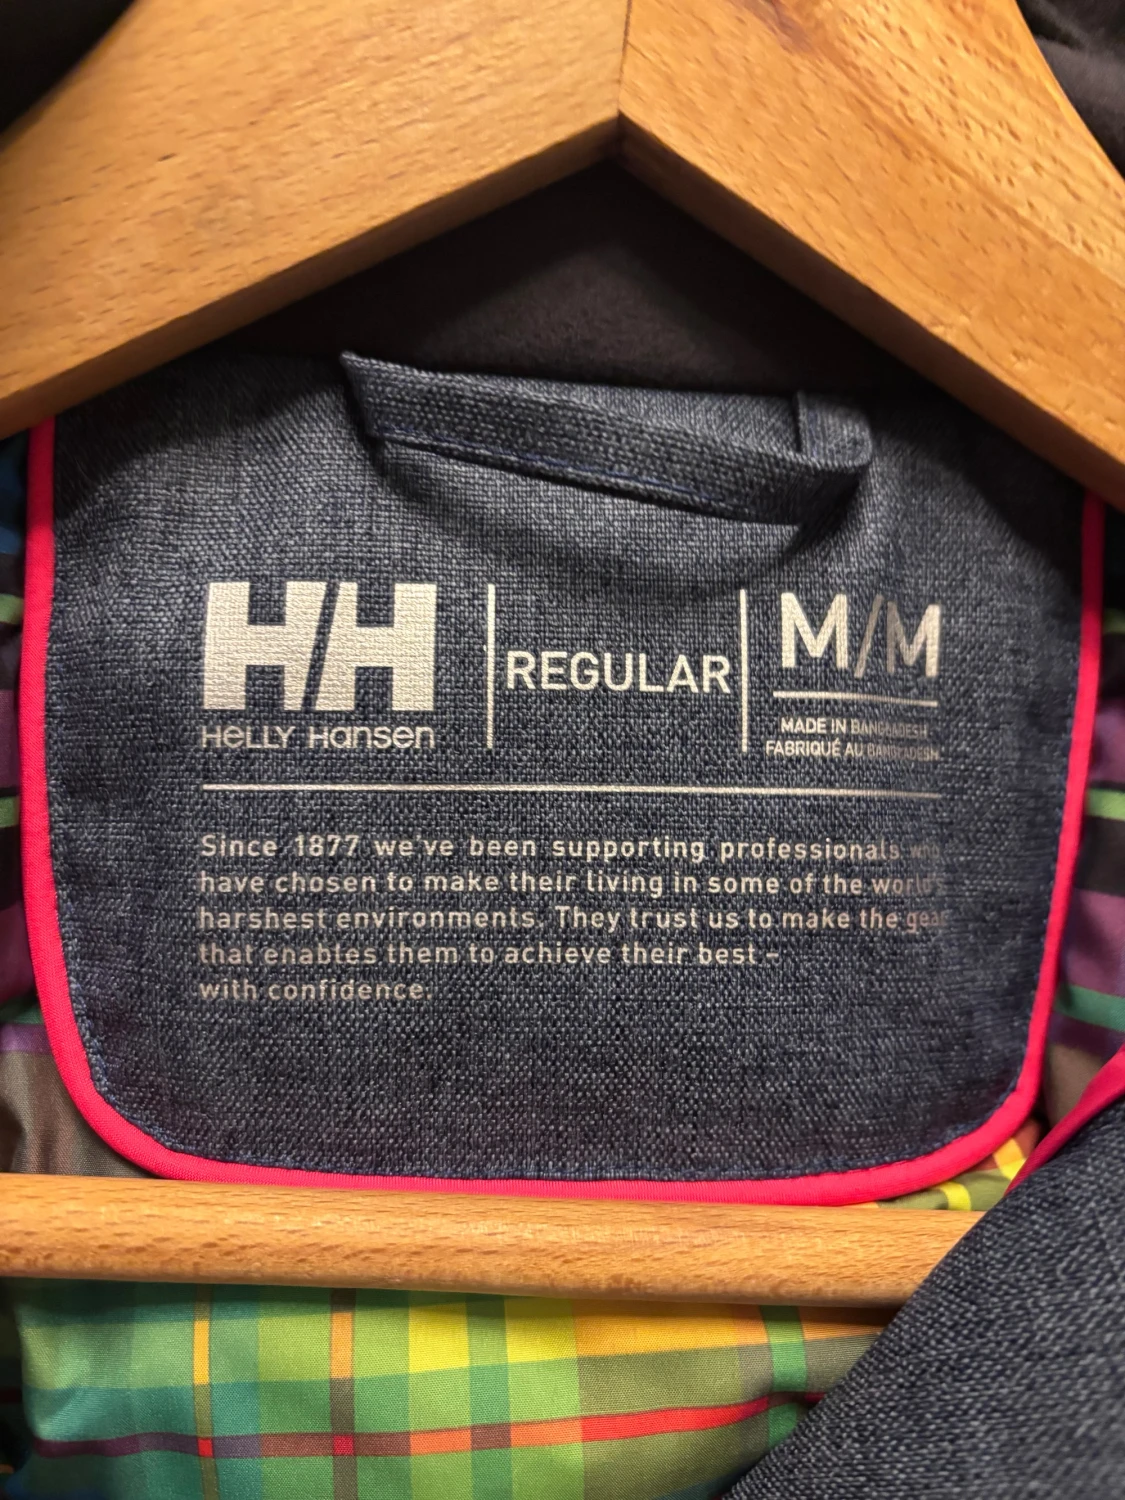 HH
HELLY HANSEN
REGULAR
M/M
MADE IN BANGLADESH
FABRIQUÉ AU BANGLADESH
Since 1877 we've been supporting professionals who
have chosen to make their living in some of the world's
harshest environments. They trust us to make the gear
that enables them to achieve their best –
with confidence.